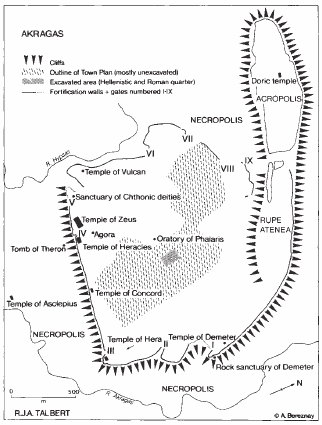 AKRAGAS
Cliffs
Outline of Town Plan (mostly unexcavated)
Excavated area (Hellenistic and Roman quarter)
Fortification walls + gates numbered I-IX
Doric temple
ACROPOLIS
NECROPOLIS
R. Hypsas
VII
VI
VIII
IX
Temple of Vulcan
Sanctuary of Chthonic deities
V
Temple of Zeus
RUPE
ATENEA
IV
Agora
Oratory of Phalaris
Tomb of Theron
Temple of Heracles
Temple of Concord
Temple of Asclepius
NECROPOLIS
Temple of Hera
Temple of Demeter
III
II
I
Rock sanctuary of Demeter
0
500
m
R. Akragas
NECROPOLIS
N
R.J.A. TALBERT
© A. Bereznay